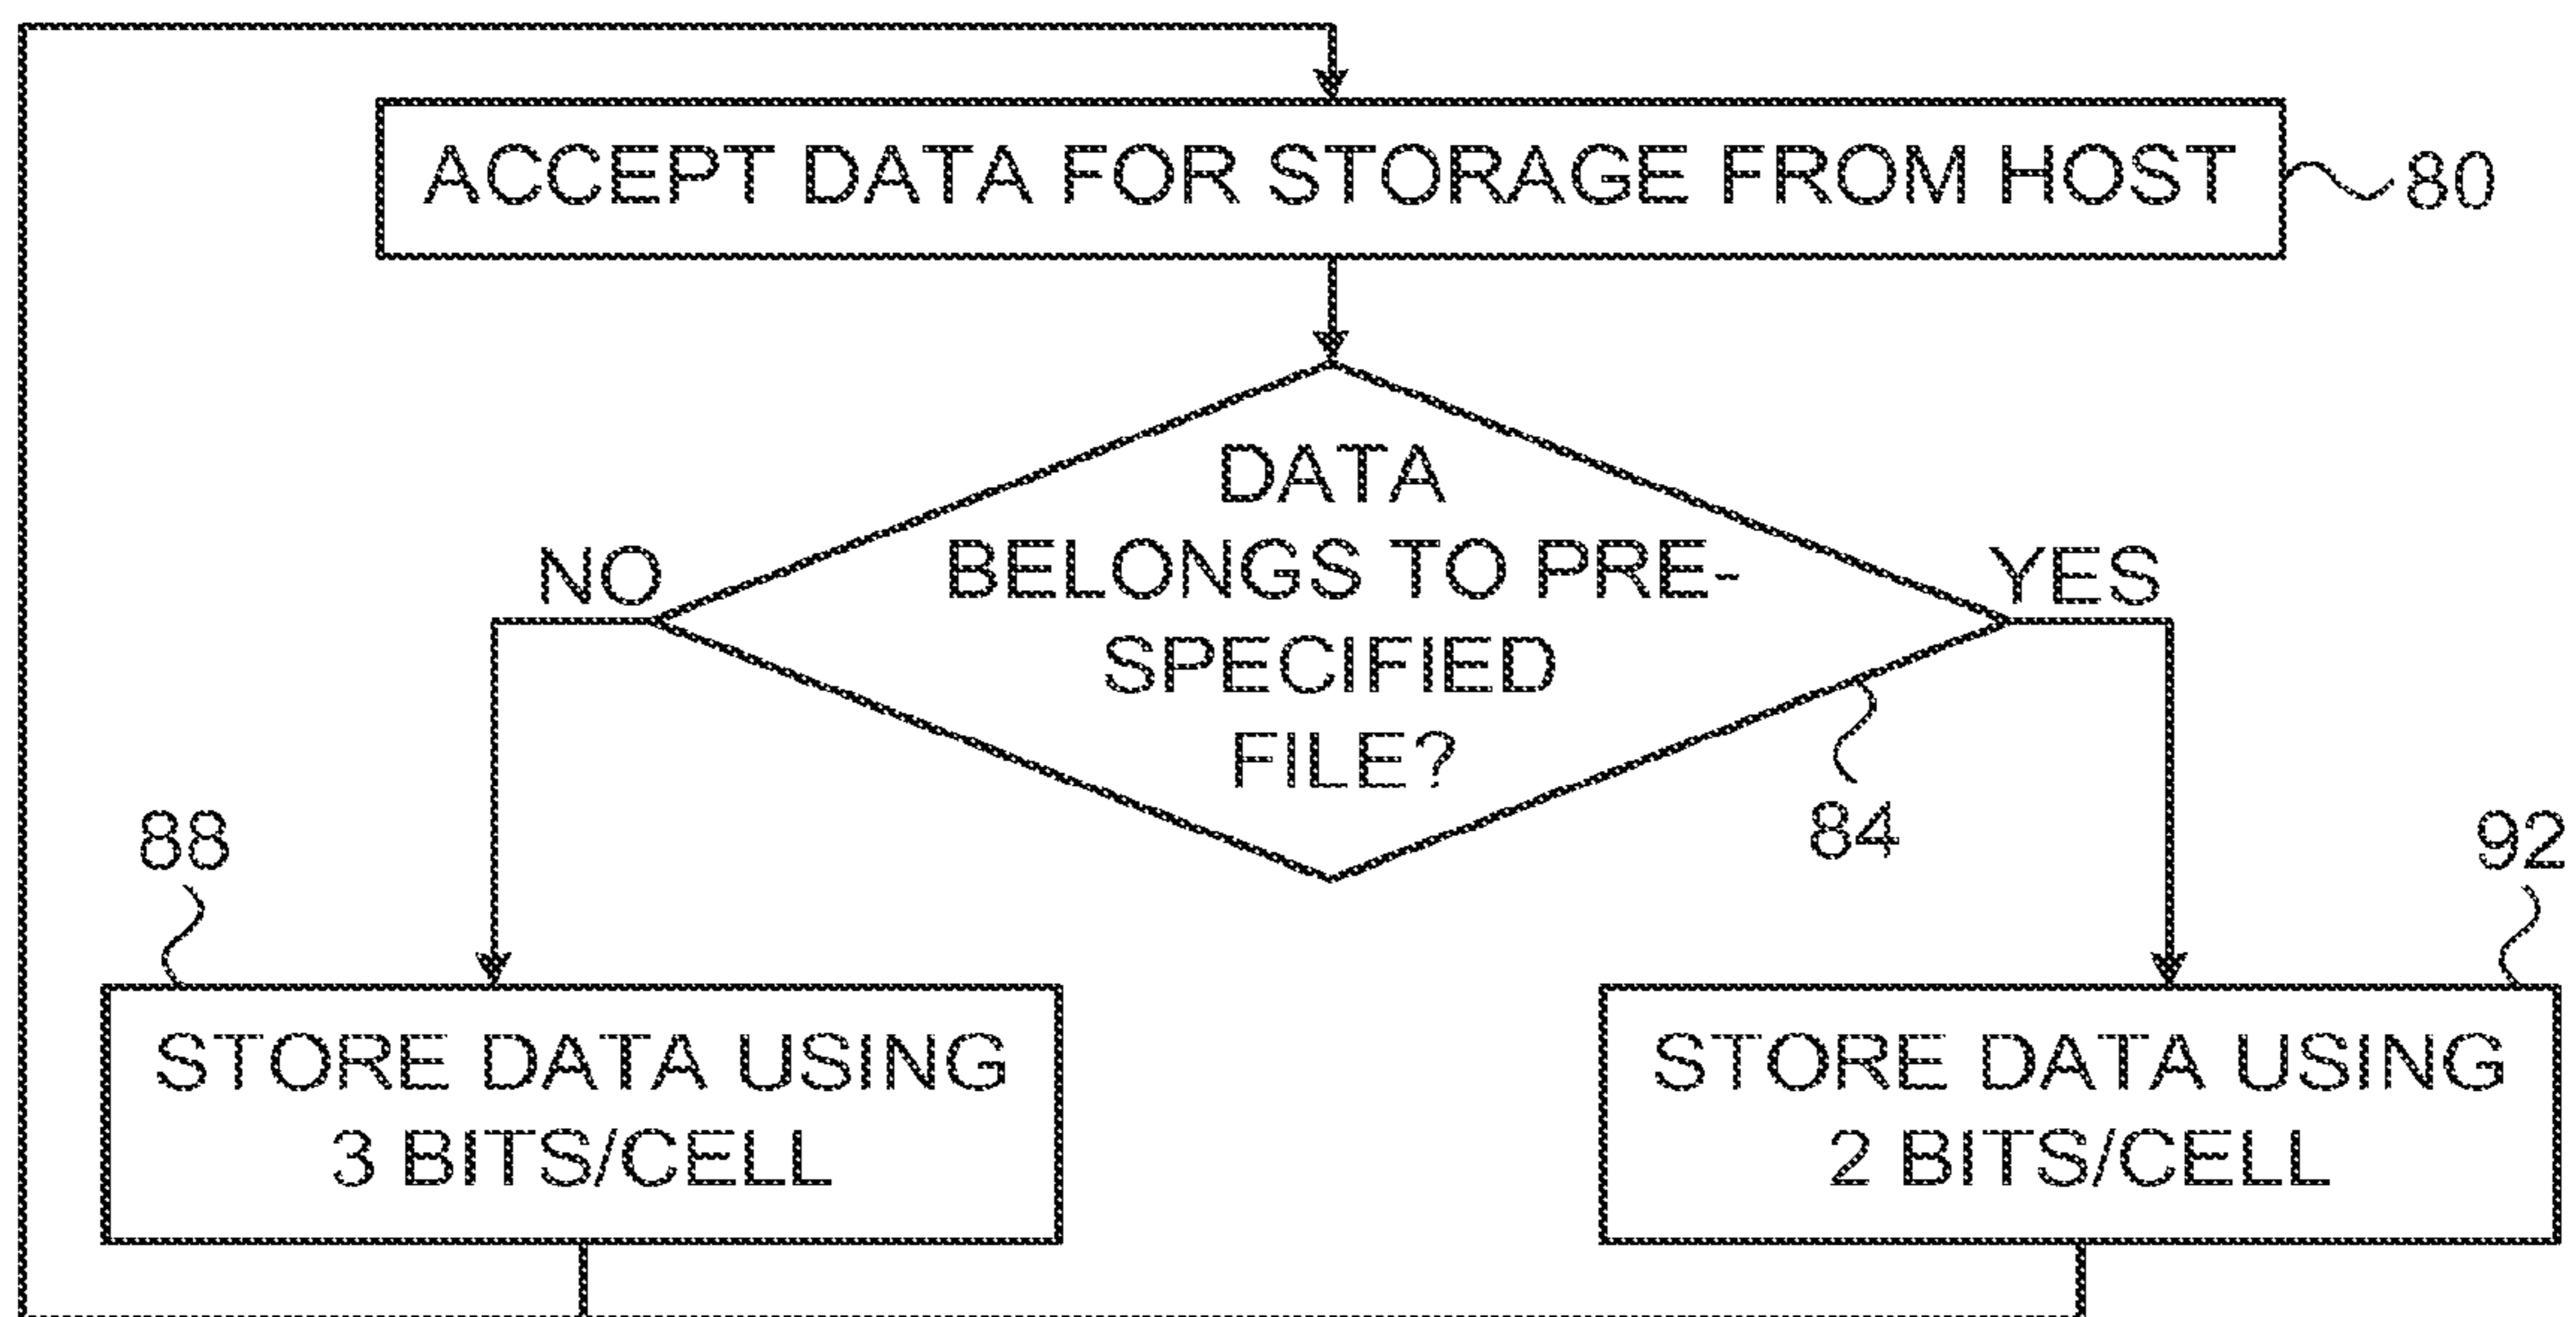 ACCEPT DATA FOR STORAGE FROM HOST
80
DATA
BELONGS TO PRE-
SPECIFIED
FILE?
NO
YES
84
88
92
STORE DATA USING
3 BITS/CELL
STORE DATA USING
2 BITS/CELL